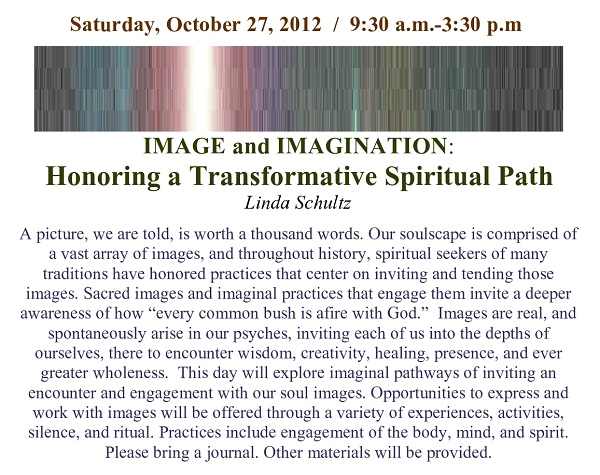 Saturday, October 27, 2012 / 9:30 a.m.-3:30 p.m
IMAGE and IMAGINATION:
Honoring a Transformative Spiritual Path
Linda Schultz
A picture, we are told, is worth a thousand words. Our soulscape is comprised of
a vast array of images, and throughout history, spiritual seekers of many
traditions have honored practices that center on inviting and tending those
images. Sacred images and imaginal practices that engage them invite a deeper
awareness of how “every common bush is afire with God.”  Images are real, and
spontaneously arise in our psyches, inviting each of us into the depths of
ourselves, there to encounter wisdom, creativity, healing, presence, and ever
greater wholeness.  This day will explore imaginal pathways of inviting an
encounter and engagement with our soul images. Opportunities to express and
work with images will be offered through a variety of experiences, activities,
silence, and ritual. Practices include engagement of the body, mind, and spirit.
Please bring a journal. Other materials will be provided.